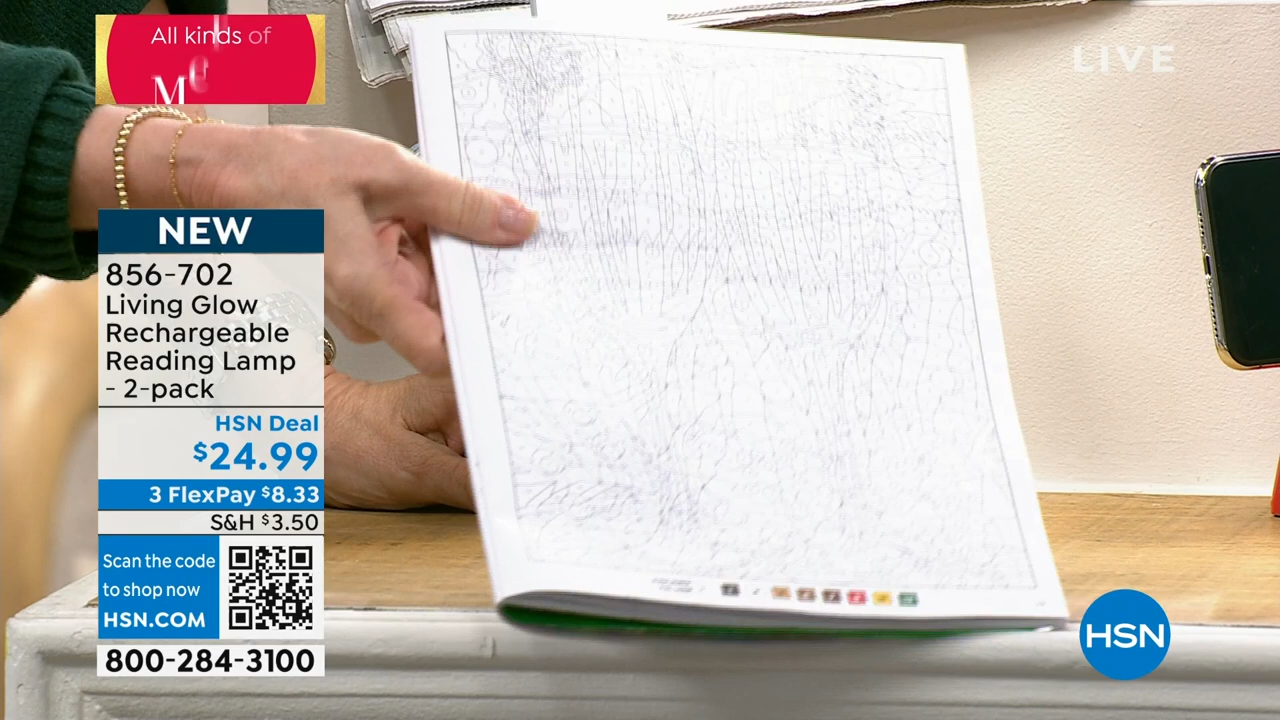 All kinds of
M
LIVE
NEW
856-702
Living Glow
Rechargeable
Reading Lamp
- 2-pack
HSN Deal
$24.99
3 FlexPay $8.33
S&H $3.50
Scan the code
to shop now
HSN.COM
800-284-3100
HSN